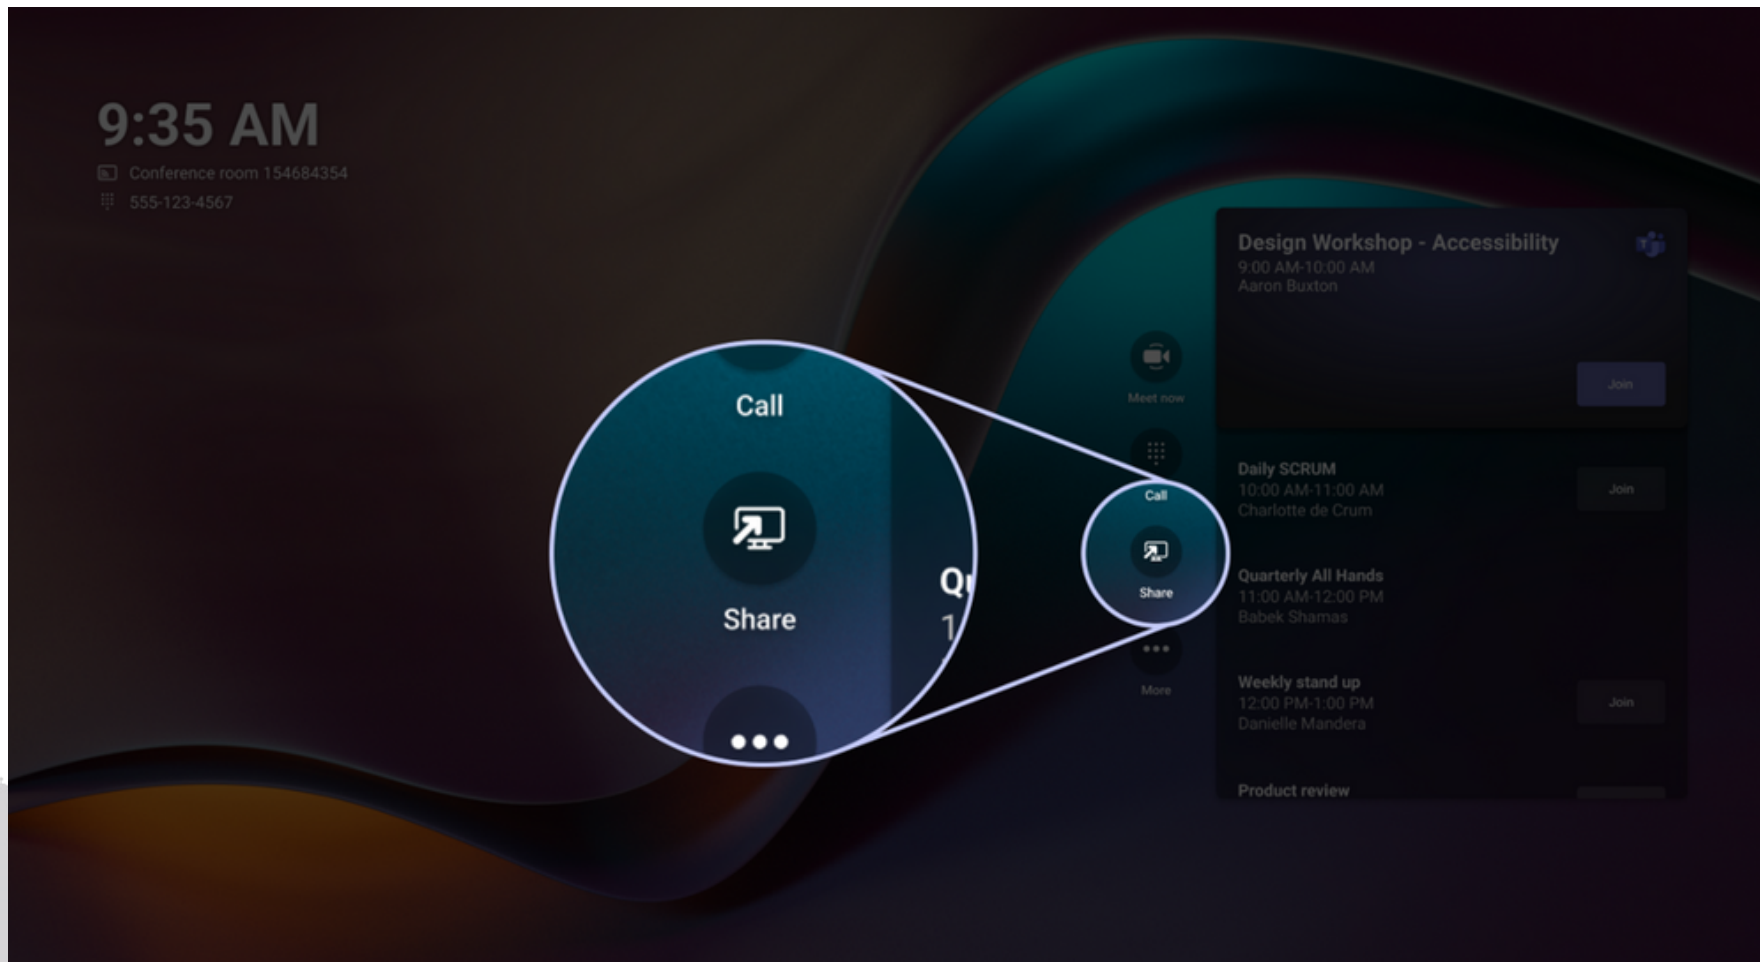 9:35 AM
Conference room 154684354
555-123-4567
Call
Share
1
Meet now
Call
Share
More
Design Workshop - Accessibility
9:00 AM-10:00 AM
Aaron Buxton
Join
Daily SCRUM
10:00 AM-11:00 AM
Charlotte de Crum
Join
Quarterly All Hands
11:00 AM-12:00 PM
Babek Shamas
Weekly stand up
12:00 PM-1:00 PM
Danielle Mandera
Join
Product review